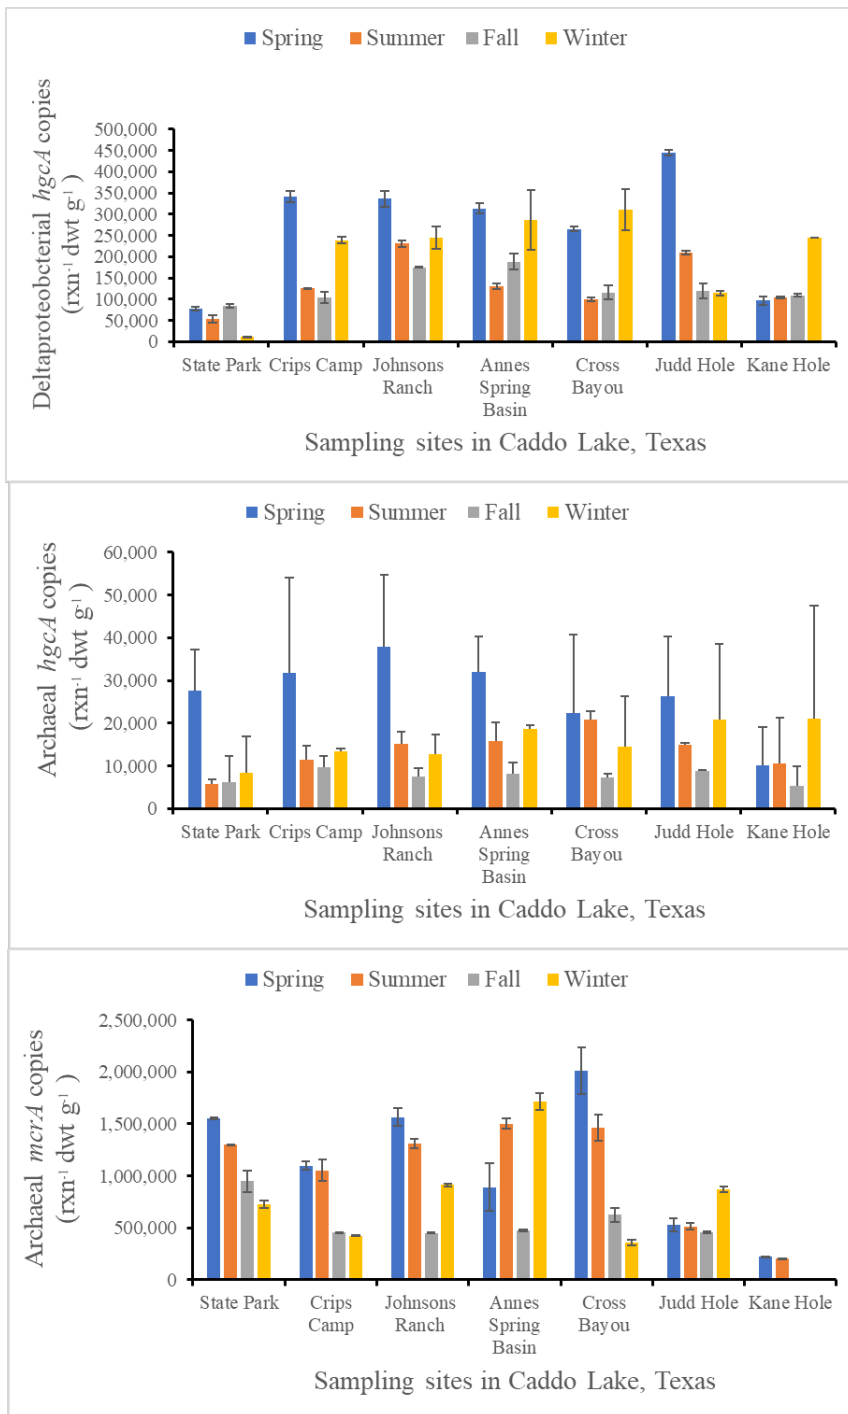 Spring Summer Fall Winter
Deltaproteobcterial hgcA copies
(rxn⁻¹ dwt g⁻¹)
500,000
450,000
400,000
350,000
300,000
250,000
200,000
150,000
100,000
50,000
0
State Park Crips Camp Johnsons Annes Cross Judd Hole Kane Hole
Ranch Spring Bayou
Basin
Sampling sites in Caddo Lake, Texas
Spring Summer Fall Winter
Archaeal hgcA copies
(rxn⁻¹ dwt g⁻¹)
60,000
50,000
40,000
30,000
20,000
10,000
0
State Park Crips Camp Johnsons Annes Cross Judd Hole Kane Hole
Ranch Spring Bayou
Basin
Sampling sites in Caddo Lake, Texas
Spring Summer Fall Winter
Archaeal mcrA copies
(rxn⁻¹ dwt g⁻¹)
2,500,000
2,000,000
1,500,000
1,000,000
500,000
0
State Park Crips Johnsons Annes Cross Judd Hole Kane Hole
Camp Ranch Spring Bayou
Basin
Sampling sites in Caddo Lake, Texas